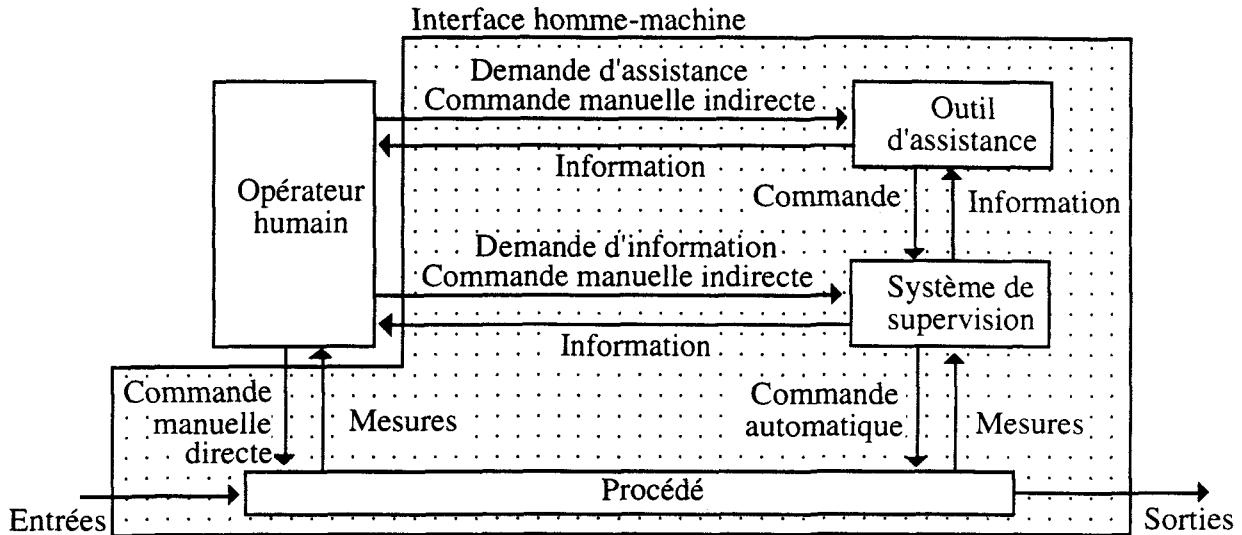 Interface homme-machine
Demande d'assistance
Commande manuelle indirecte
Outil
d'assistance
Information
Opérateur
humain
Commande
Information
Demande d'information
Commande manuelle indirecte
Système de
supervision
Information
Commande
manuelle
directe
Mesures
Commande
automatique
Mesures
Procédé
Entrées
Sorties